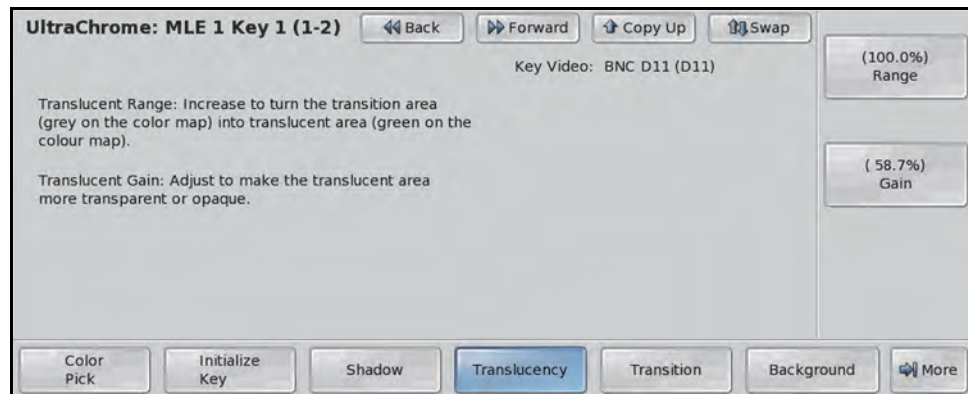 UltraChrome: MLE 1 Key 1 (1-2)
Back
Forward
Copy Up
Swap
Key Video: BNC D11 (D11)
(100.0%)
Range
Translucent Range: Increase to turn the transition area
(grey on the color map) into translucent area (green on the
colour map).
Translucent Gain: Adjust to make the translucent area
more transparent or opaque.
( 58.7%)
Gain
Color
Pick
Initialize
Key
Shadow
Translucency
Transition
Background
More